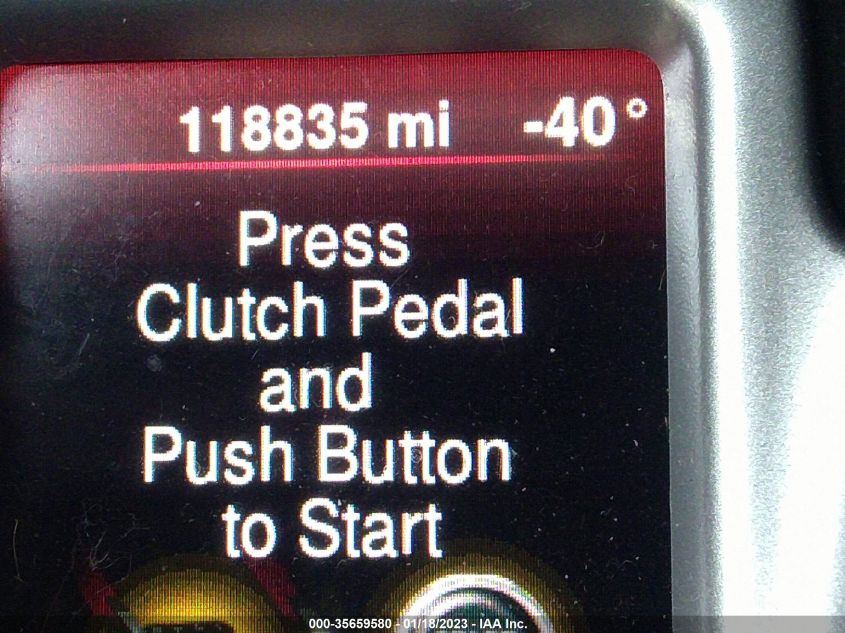 118835 mi -40°
Press
Clutch Pedal
and
Push Button
to Start
000-35659580 - 01/18/2023 - IAA Inc.